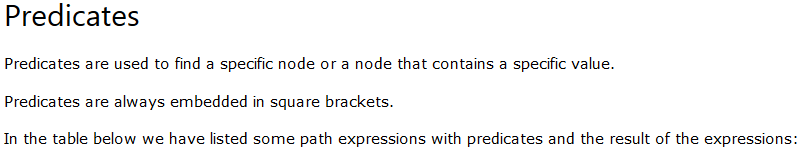 Predicates
Predicates are used to find a specific node or a node that contains a specific value.
Predicates are always embedded in square brackets.
In the table below we have listed some path expressions with predicates and the result of the expressions: